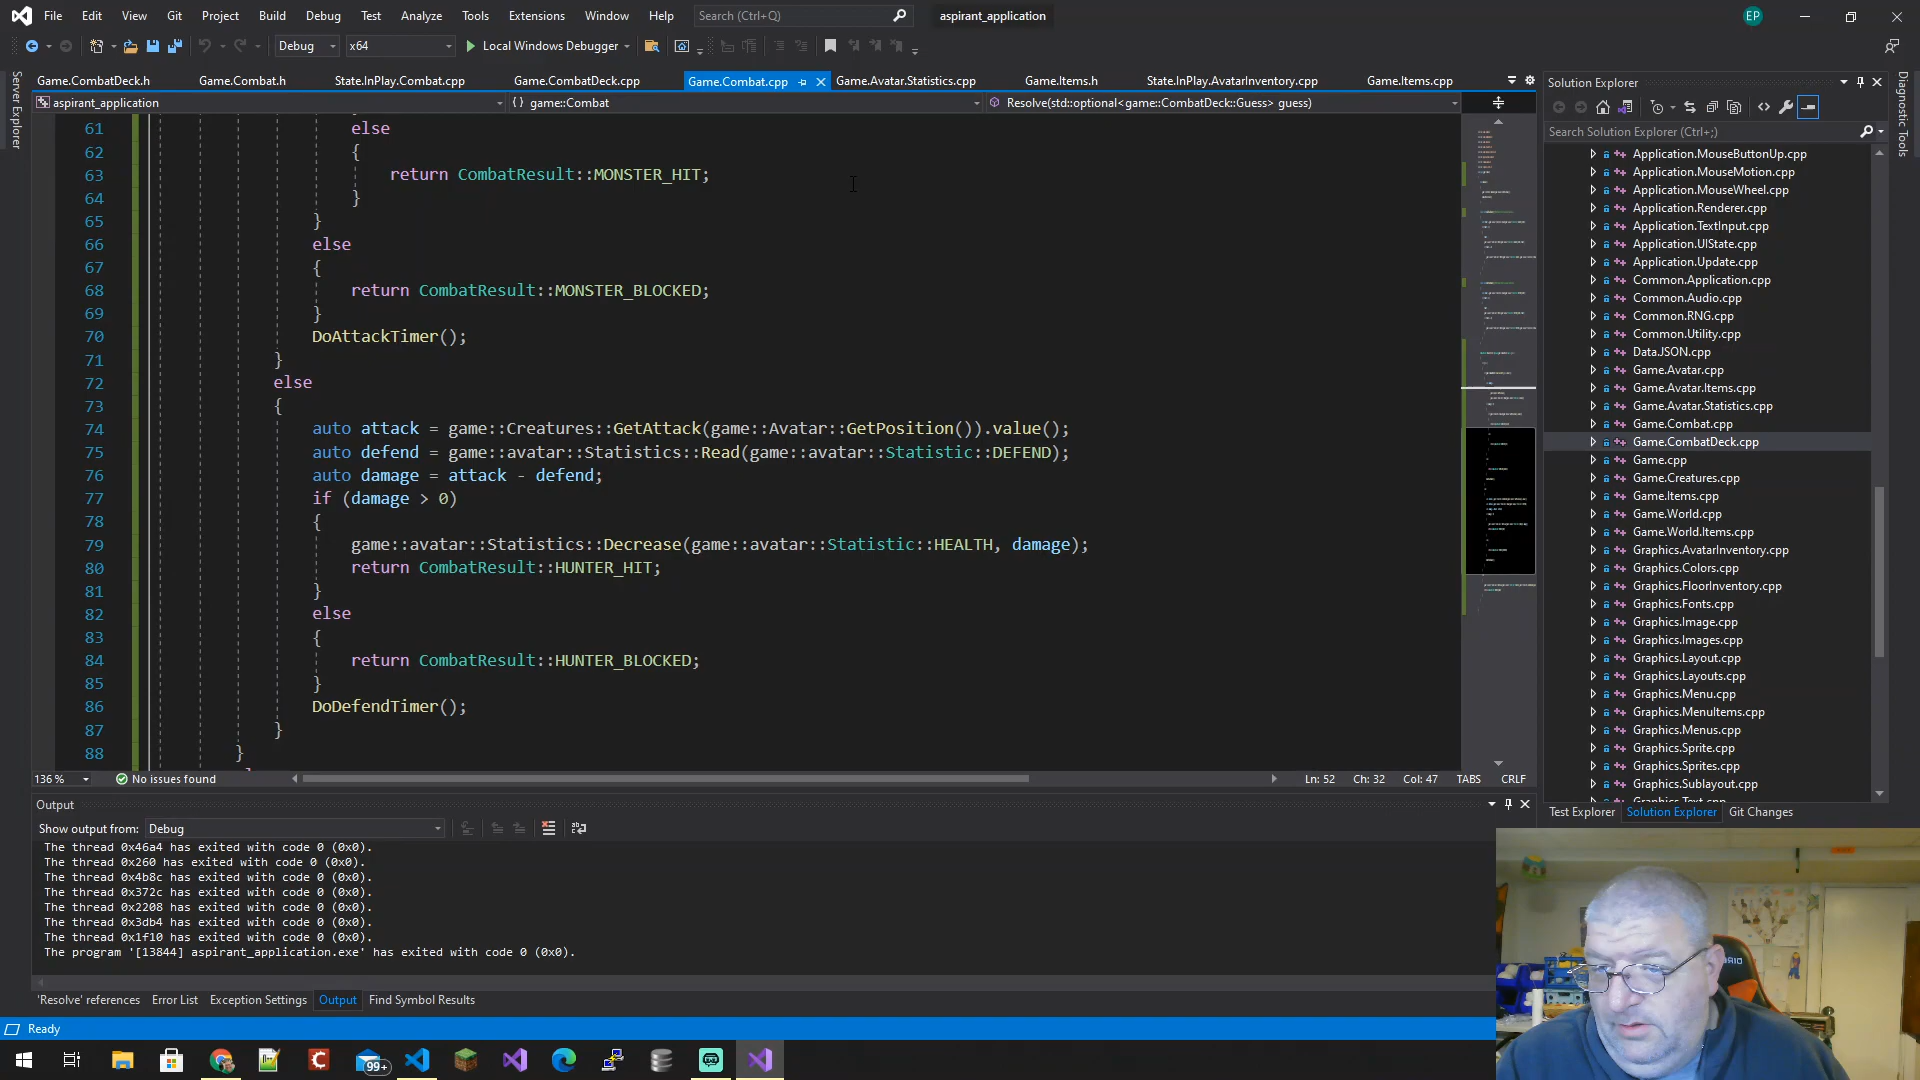 File Edit View Git Project Build Debug Test Analyze Tools Extensions Window Help Search (Ctrl+Q) aspirant_application EP
Debug x64 Local Windows Debugger
Server Explorer
Game.CombatDeck.h Game.Combat.h State.InPlay.Combat.cpp Game.CombatDeck.cpp Game.Combat.cpp Game.Avatar.Statistics.cpp Game.Items.h State.InPlay.AvatarInventory.cpp Game.Items.cpp
aspirant_application game::Combat Resolve(std::optional<game::CombatDeck::Guess> guess)
61 else
62 {
63 return CombatResult::MONSTER_HIT;
64 }
65 }
66 else
67 {
68 return CombatResult::MONSTER_BLOCKED;
69 }
70 DoAttackTimer();
71 }
72 else
73 {
74 auto attack = game::Creatures::GetAttack(game::Avatar::GetPosition()).value();
75 auto defend = game::avatar::Statistics::Read(game::avatar::Statistic::DEFEND);
76 auto damage = attack - defend;
77 if (damage > 0)
78 {
79 game::avatar::Statistics::Decrease(game::avatar::Statistic::HEALTH, damage);
80 return CombatResult::HUNTER_HIT;
81 }
82 else
83 {
84 return CombatResult::HUNTER_BLOCKED;
85 }
86 DoDefendTimer();
87 }
88 }
136 % No issues found Ln: 52 Ch: 32 Col: 47 TABS CRLF
Output
Show output from: Debug
The thread 0x46a4 has exited with code 0 (0x0).
The thread 0x260 has exited with code 0 (0x0).
The thread 0x4b8c has exited with code 0 (0x0).
The thread 0x372c has exited with code 0 (0x0).
The thread 0x2208 has exited with code 0 (0x0).
The thread 0x3db4 has exited with code 0 (0x0).
The thread 0x1f10 has exited with code 0 (0x0).
The program '[13844] aspirant_application.exe' has exited with code 0 (0x0).
'Resolve' references Error List Exception Settings Output Find Symbol Results
Ready
99+
Solution Explorer
Search Solution Explorer (Ctrl+;)
Application.MouseButtonUp.cpp
Application.MouseMotion.cpp
Application.MouseWheel.cpp
Application.Renderer.cpp
Application.TextInput.cpp
Application.UIState.cpp
Application.Update.cpp
Common.Application.cpp
Common.Audio.cpp
Common.RNG.cpp
Common.Utility.cpp
Data.JSON.cpp
Game.Avatar.cpp
Game.Avatar.Items.cpp
Game.Avatar.Statistics.cpp
Game.Combat.cpp
Game.CombatDeck.cpp
Game.cpp
Game.Creatures.cpp
Game.Items.cpp
Game.World.cpp
Game.World.Items.cpp
Graphics.AvatarInventory.cpp
Graphics.Colors.cpp
Graphics.FloorInventory.cpp
Graphics.Fonts.cpp
Graphics.Image.cpp
Graphics.Images.cpp
Graphics.Layout.cpp
Graphics.Layouts.cpp
Graphics.Menu.cpp
Graphics.MenuItems.cpp
Graphics.Menus.cpp
Graphics.Sprite.cpp
Graphics.Sprites.cpp
Graphics.Sublayout.cpp
Graphics.Text.cpp
Test Explorer Solution Explorer Git Changes
Diagnostic Tools